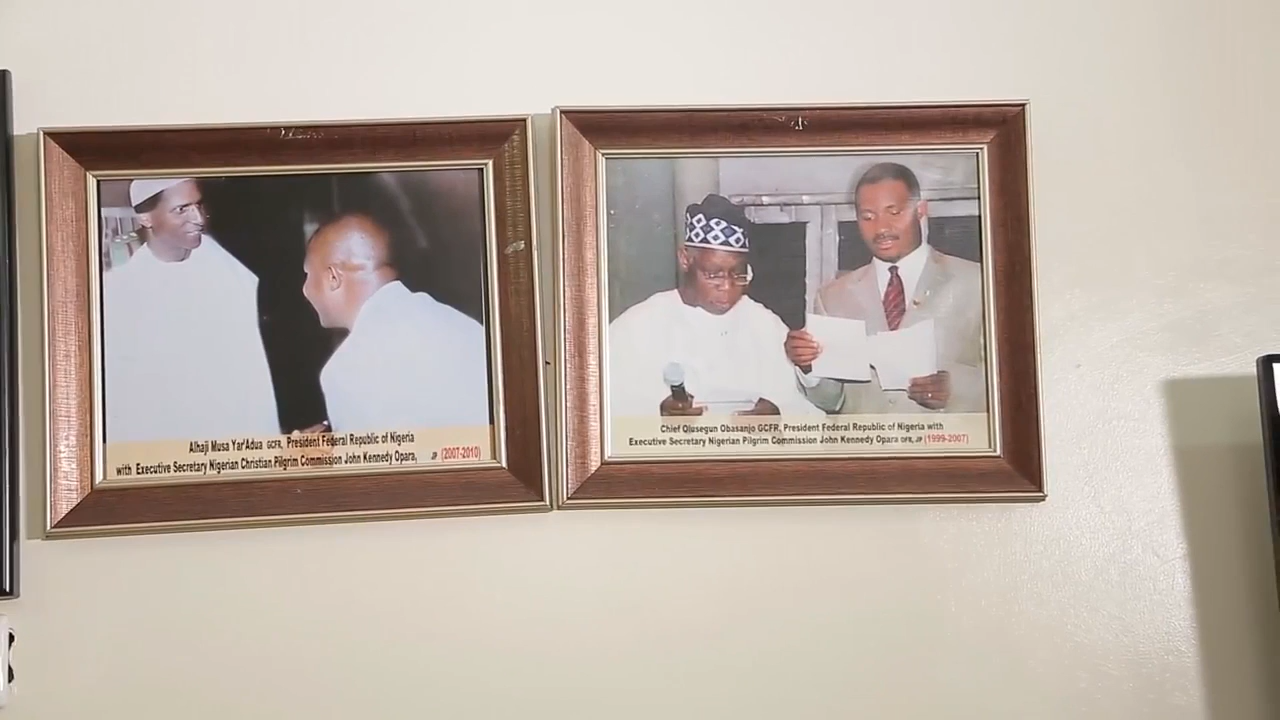 Alhaji Musa Yar'Adua GCFR, President Federal Republic of Nigeria
with Executive Secretary Nigerian Christian Pilgrim Commission John Kennedy Opara, JP (2007-2010)
Chief Olusegun Obasanjo GCFR, President Federal Republic of Nigeria with
Executive Secretary Nigerian Pilgrim Commission John Kennedy Opara OFR, JP (1999-2007)